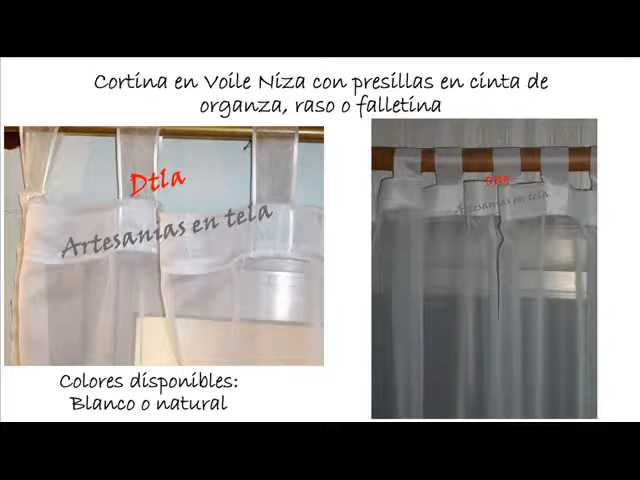 Cortina en Voile Niza con presillas en cinta de
organza, raso o falletina
Dtla
Artesanias en tela
Dtla
Artesanias en tela
Colores disponibles:
Blanco o natural